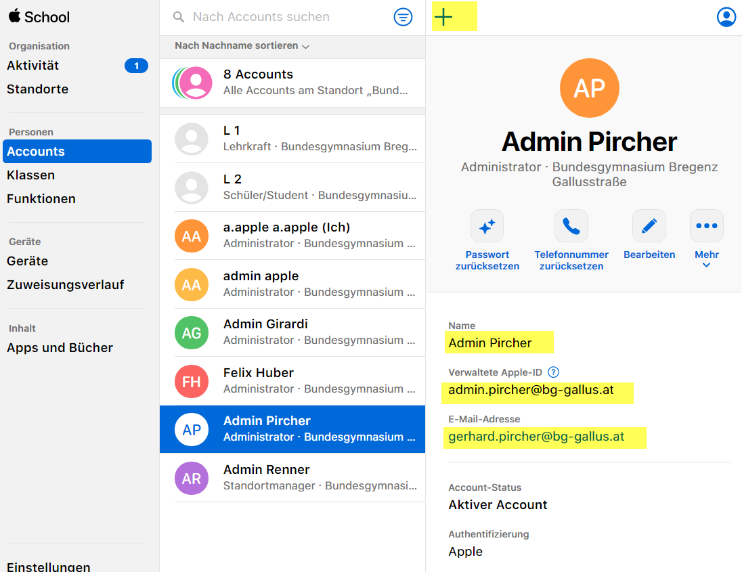 School
Organisation
Aktivität 1
Standorte
Personen
Accounts
Klassen
Funktionen
Geräte
Geräte
Zuweisungsverlauf
Inhalt
Apps und Bücher
Einstellungen
Nach Accounts suchen
Nach Nachname sortieren
8 Accounts
Alle Accounts am Standort „Bund...
L 1
Lehrkraft · Bundesgymnasium Breg...
L 2
Schüler/Student · Bundesgymnasiu...
AA
a.apple a.apple (Ich)
Administrator · Bundesgymnasium ...
AA
admin apple
Administrator · Bundesgymnasium ...
AG
Admin Girardi
Administrator · Bundesgymnasium ...
FH
Felix Huber
Administrator · Bundesgymnasium ...
AP
Admin Pircher
Administrator · Bundesgymnasium ...
AR
Admin Renner
Standortmanager · Bundesgymnasi...
AP
Admin Pircher
Administrator · Bundesgymnasium Bregenz
Gallusstraße
Passwort
zurücksetzen
Telefonnummer
zurücksetzen
Bearbeiten
Mehr
Name
Admin Pircher
Verwaltete Apple-ID ?
admin.pircher@bg-gallus.at
E-Mail-Adresse
gerhard.pircher@bg-gallus.at
Account-Status
Aktiver Account
Authentifizierung
Apple